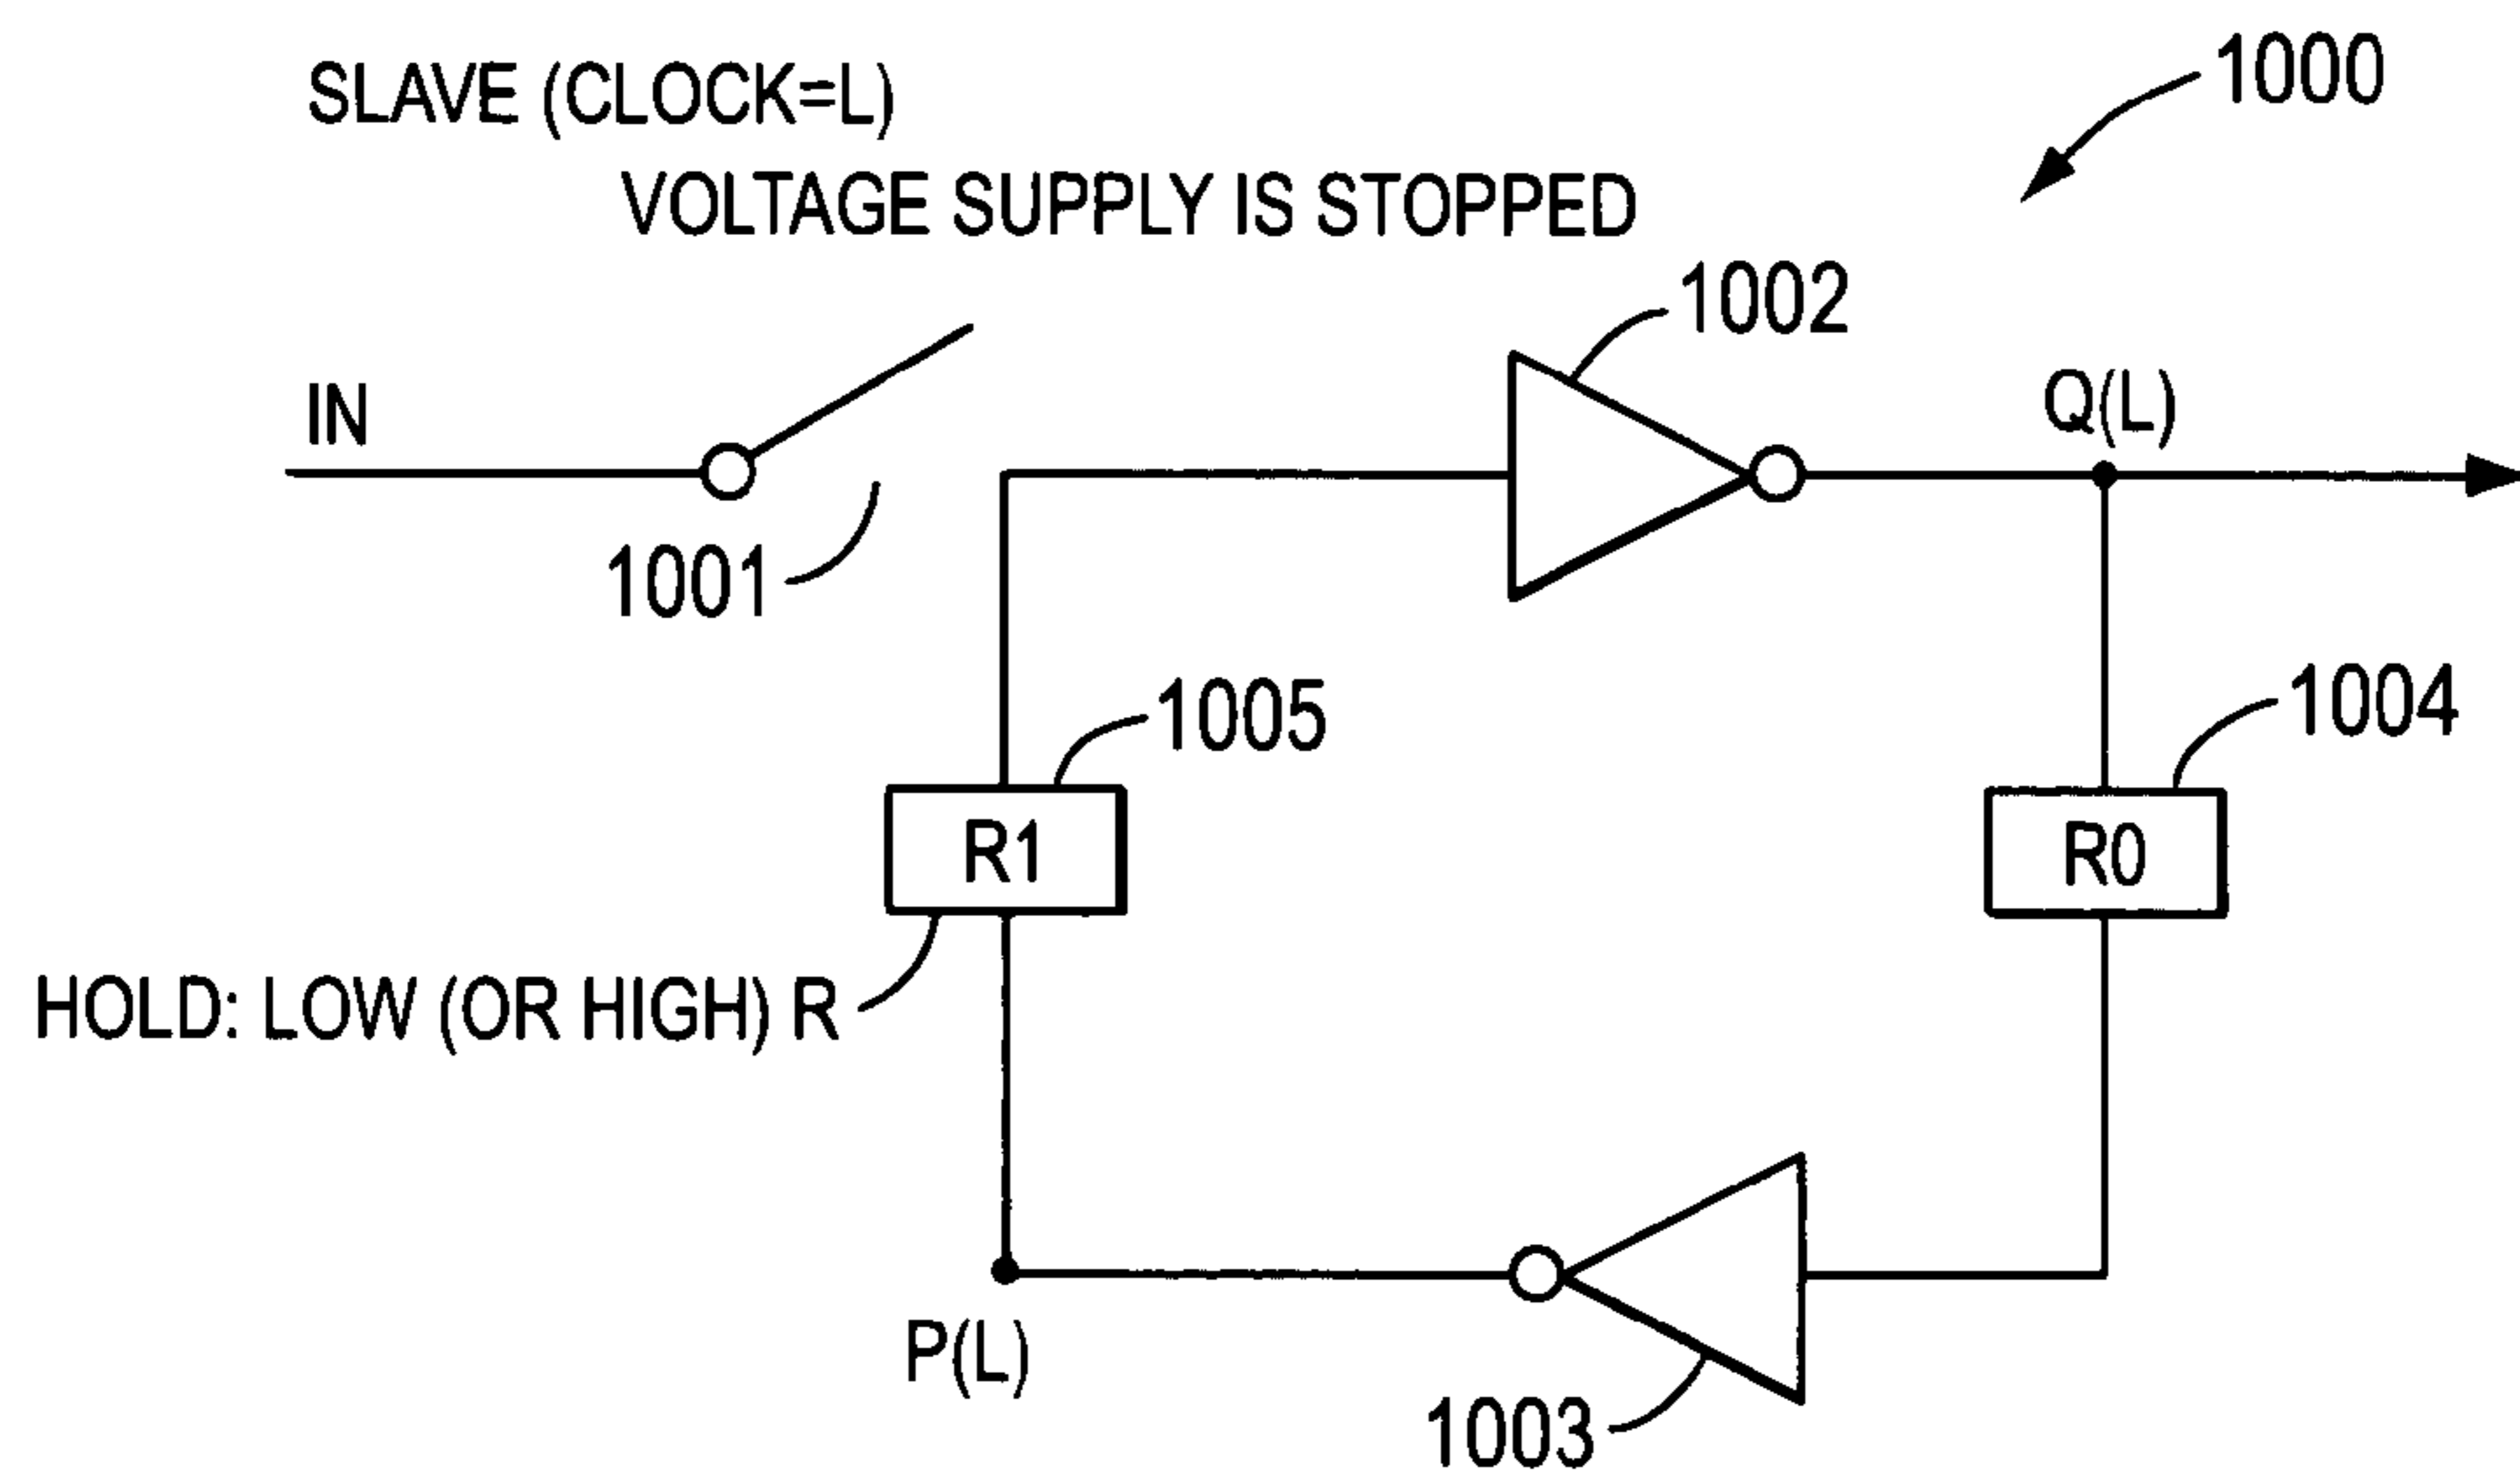 1000
SLAVE (CLOCK=L)
VOLTAGE SUPPLY IS STOPPED
1002
IN
Q(L)
1001
1005
1004
R1
R0
HOLD: LOW (OR HIGH) R
P(L)
1003